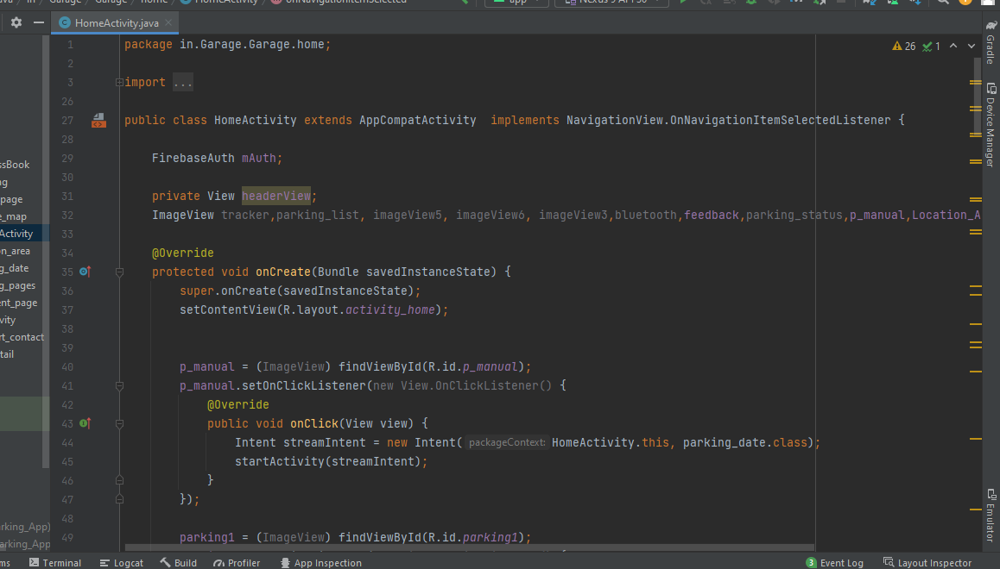 Garage Garage home HomeActivity onNavigationItemSelected app Nexus 9 API 30
HomeActivity.java
1 package in.Garage.Garage.home; 26 1
2
3 import ...
26
27 public class HomeActivity extends AppCompatActivity implements NavigationView.OnNavigationItemSelectedListener {
28
29 FirebaseAuth mAuth;
30
31 private View headerView;
32 ImageView tracker,parking_list, imageView5, imageView6, imageView3,bluetooth,feedback,parking_status,p_manual,Location_A
33
34 @Override
35 protected void onCreate(Bundle savedInstanceState) {
36 super.onCreate(savedInstanceState);
37 setContentView(R.layout.activity_home);
38
39
40 p_manual = (ImageView) findViewById(R.id.p_manual);
41 p_manual.setOnClickListener(new View.OnClickListener() {
42 @Override
43 public void onClick(View view) {
44 Intent streamIntent = new Intent( packageContext: HomeActivity.this, parking_date.class);
45 startActivity(streamIntent);
46 }
47 });
48
49 parking1 = (ImageView) findViewById(R.id.parking1);
ssBook
ng
page
e_map
Activity
on_area
g_date
g_pages
ent_page
vity
rt_contact
tail
arking_App)
arking_App
Gradle
Device Manager
Emulator
ms Terminal Logcat Build Profiler App Inspection 3 Event Log Layout Inspector